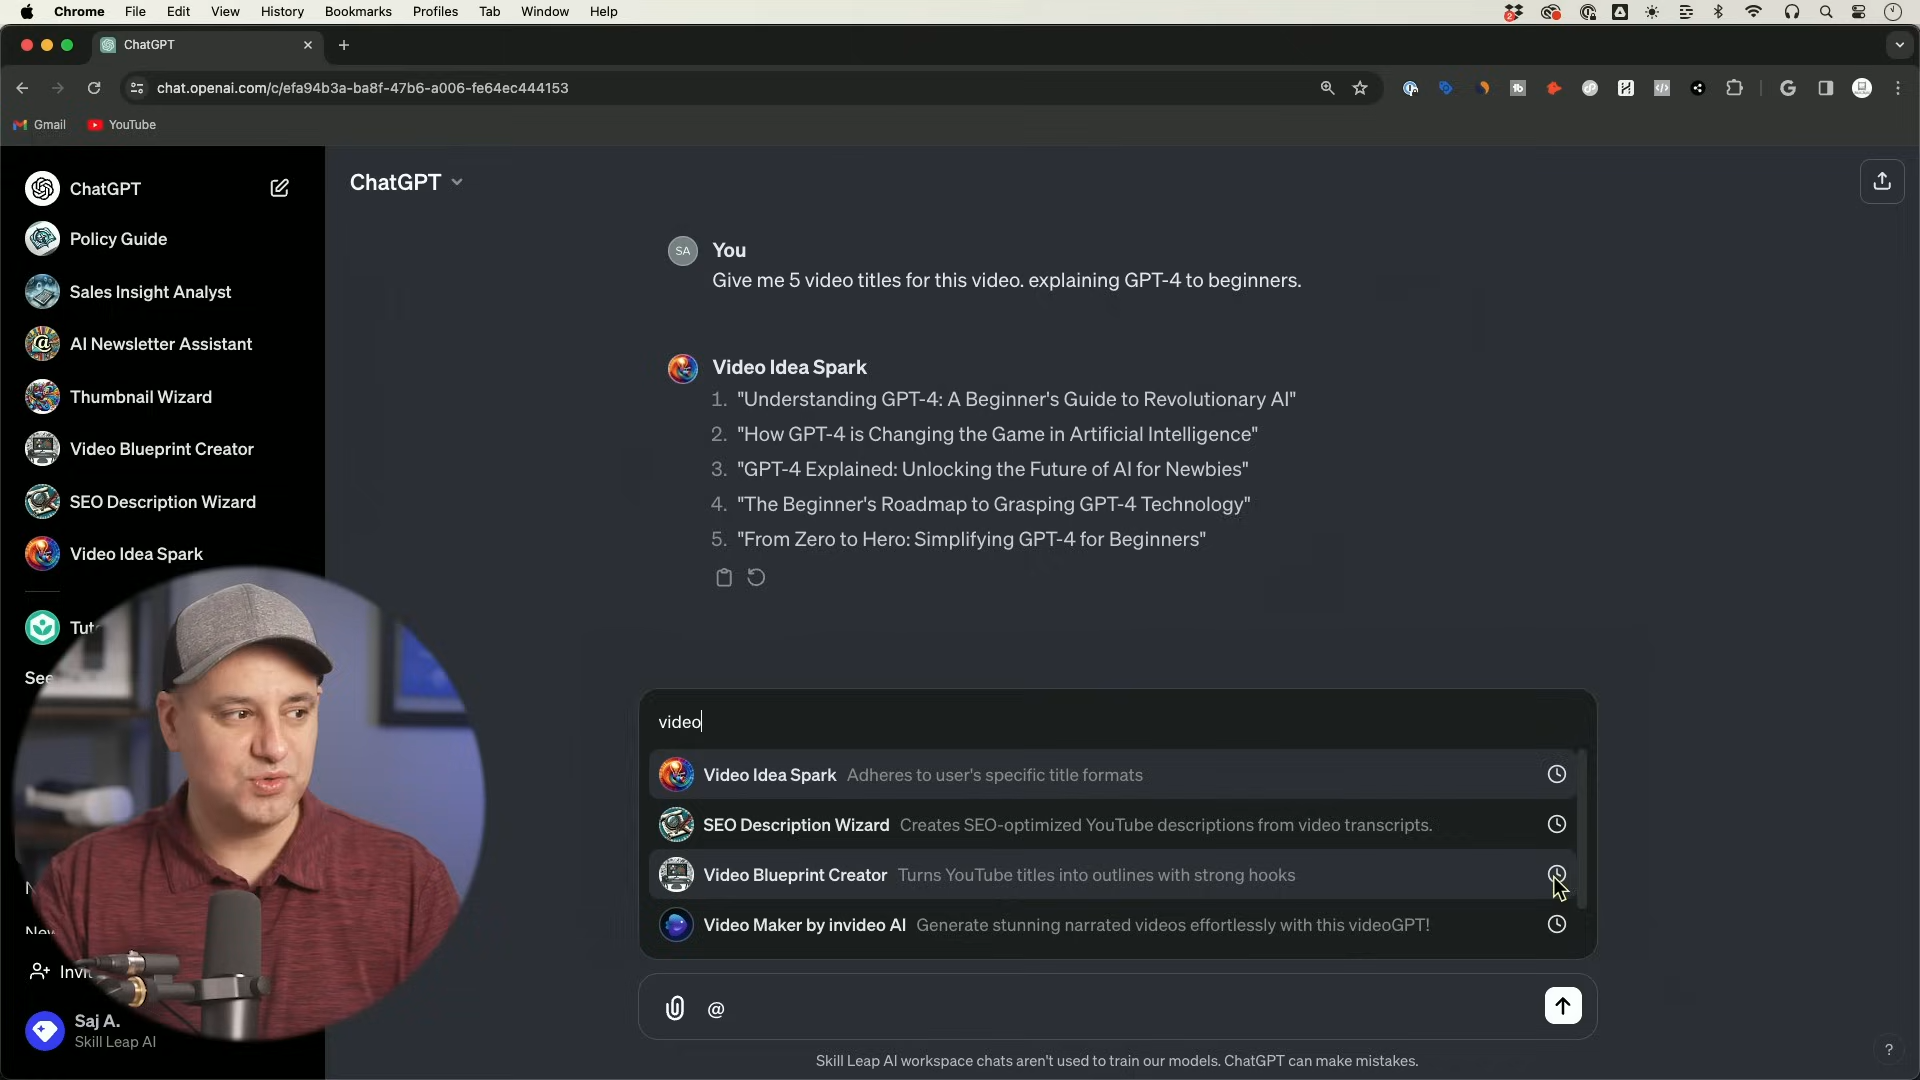 Chrome File Edit View History Bookmarks Profiles Tab Window Help
2
ChatGPT
chat.openai.com/c/efa94b3a-ba8f-47b6-a006-fe64ec444153
Gmail YouTube
ChatGPT
Policy Guide
Sales Insight Analyst
AI Newsletter Assistant
Thumbnail Wizard
Video Blueprint Creator
SEO Description Wizard
Video Idea Spark
Tut
See
N
New
Invi
Saj A.
Skill Leap AI
ChatGPT
SA
You
Give me 5 video titles for this video. explaining GPT-4 to beginners.
Video Idea Spark
1. "Understanding GPT-4: A Beginner's Guide to Revolutionary AI"
2. "How GPT-4 is Changing the Game in Artificial Intelligence"
3. "GPT-4 Explained: Unlocking the Future of AI for Newbies"
4. "The Beginner's Roadmap to Grasping GPT-4 Technology"
5. "From Zero to Hero: Simplifying GPT-4 for Beginners"
video
Video Idea Spark Adheres to user's specific title formats
SEO Description Wizard Creates SEO-optimized YouTube descriptions from video transcripts.
Video Blueprint Creator Turns YouTube titles into outlines with strong hooks
Video Maker by invideo AI Generate stunning narrated videos effortlessly with this videoGPT!
@
Skill Leap AI workspace chats aren't used to train our models. ChatGPT can make mistakes.
?